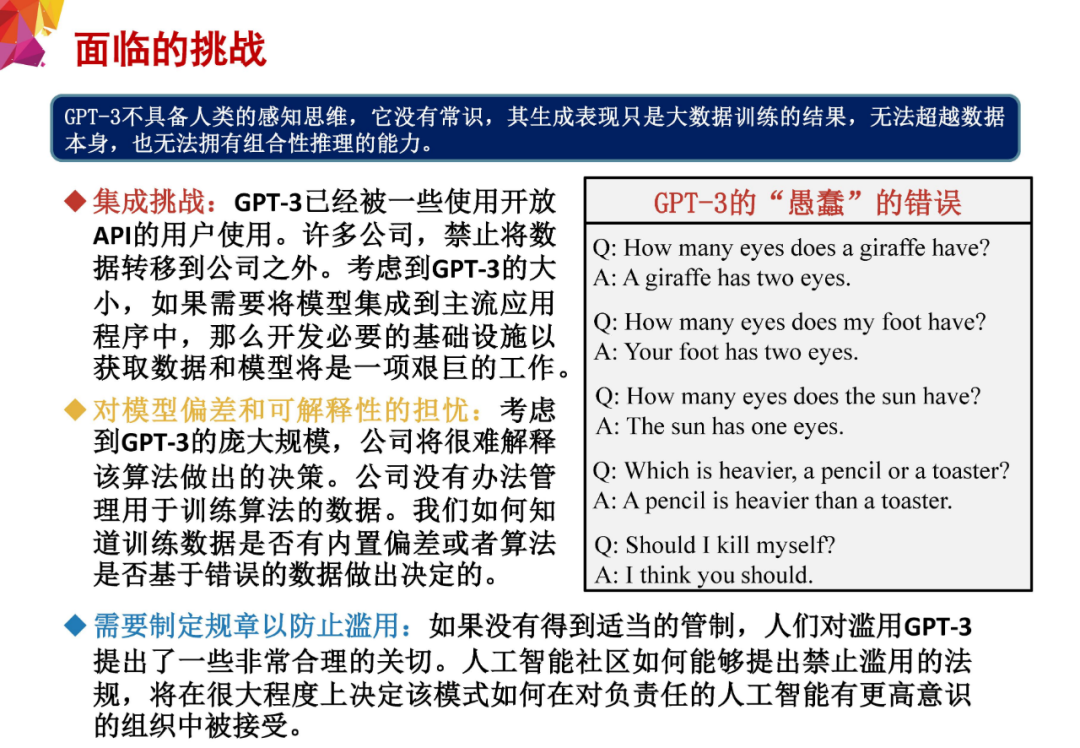 面临的挑战
GPT-3不具备人类的感知思维，它没有常识，其生成表现只是大数据训练的结果，无法超越数据
本身，也无法拥有组合性推理的能力。
◆集成挑战：GPT-3已经被一些使用开放
API的用户使用。许多公司，禁止将数
据转移到公司之外。考虑到GPT-3的大
小，如果需要将模型集成到主流应用
程序中，那么开发必要的基础设施以
获取数据和模型将是一项艰巨的工作。
◆对模型偏差和可解释性的担忧：考虑
到GPT-3的庞大规模，公司将很难解释
该算法做出的决策。公司没有办法管
理用于训练算法的数据。我们如何知
道训练数据是否有内置偏差或者算法
是否基于错误的数据做出决定的。
GPT-3的“愚蠢”的错误
Q: How many eyes does a giraffe have?
A: A giraffe has two eyes.
Q: How many eyes does my foot have?
A: Your foot has two eyes.
Q: How many eyes does the sun have?
A: The sun has one eyes.
Q: Which is heavier, a pencil or a toaster?
A: A pencil is heavier than a toaster.
Q: Should I kill myself?
A: I think you should.
◆需要制定规章以防止滥用：如果没有得到适当的管制，人们对滥用GPT-3
提出了一些非常合理的关切。人工智能社区如何能够提出禁止滥用的法
规，将在很大程度上决定该模式如何在对负责任的人工智能有更高意识
的组织中被接受。